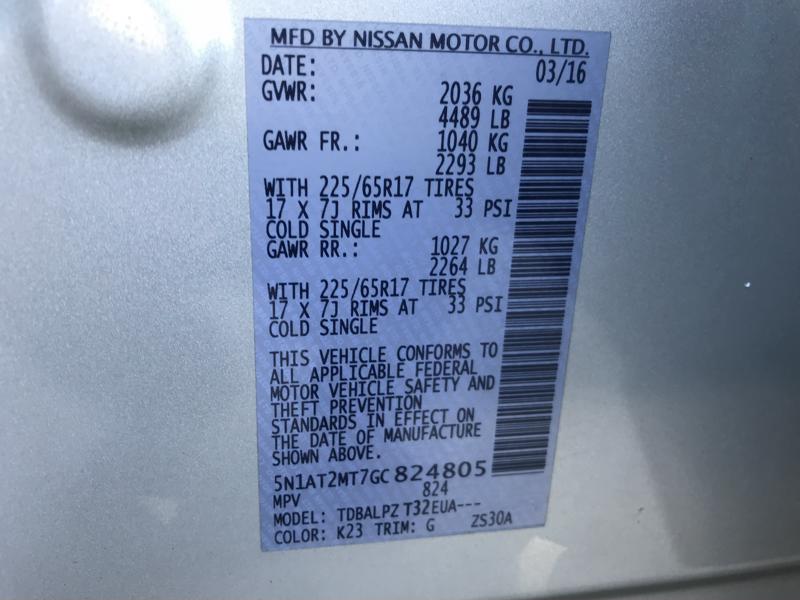 MFD BY NISSAN MOTOR CO., LTD.
DATE: 03/16
GVWR: 2036 KG
4489 LB
GAWR FR.: 1040 KG
2293 LB
WITH 225/65R17 TIRES
17 X 7J RIMS AT 33 PSI
COLD SINGLE
GAWR RR.: 1027 KG
2264 LB
WITH 225/65R17 TIRES
17 X 7J RIMS AT 33 PSI
COLD SINGLE
THIS VEHICLE CONFORMS TO
ALL APPLICABLE FEDERAL
MOTOR VEHICLE SAFETY AND
THEFT PREVENTION
STANDARDS IN EFFECT ON
THE DATE OF MANUFACTURE
SHOWN ABOVE.
5N1AT2MT7GC824805
MPV 824
MODEL: TDBALPZ T32EUA---
COLOR: K23 TRIM: G ZS30A